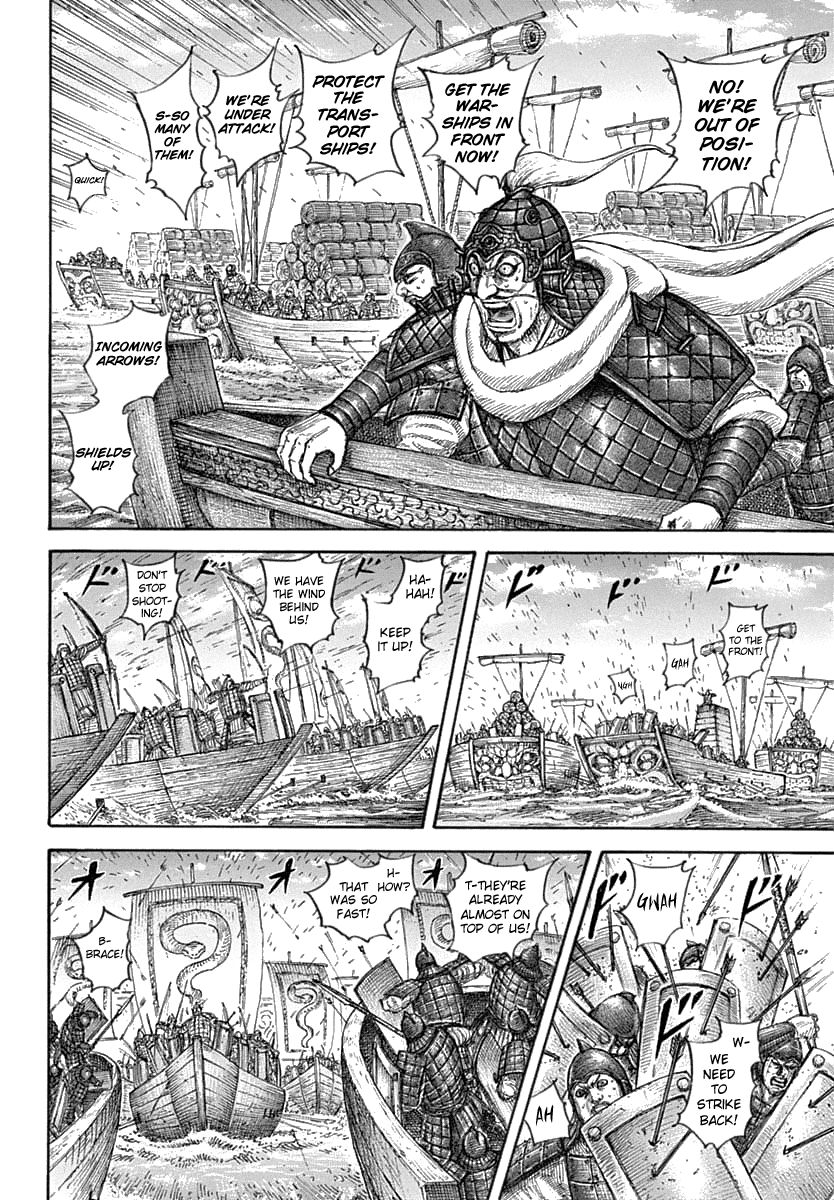 NO!
WE'RE
OUT OF
POSI-
TION!
GET
THE
WAR-
SHIPS IN
FRONT
NOW!
PROTECT
THE
TRANS-
PORT
SHIPS!
WE'RE
UNDER
ATTACK!
S-SO
MANY
OF
THEM!
QUICK!
INCOMING
ARROWS!
SHIELDS
UP!
ドドド
GET
TO THE
FRONT!
GAH
UGH
ドドド
HA-
HAH!
KEEP
IT UP!
WE HAVE
THE WIND
BEHIND
US!
DON'T
STOP
SHOOT-
ING!
ドド
GWAH
W-
WE
NEED
TO
STRIKE
BACK!
AH
オオ
T-THEY'RE
ALREADY
ALMOST ON
TOP OF US!
H-
HOW?
THAT
WAS SO
FAST!
B-
BRACE!